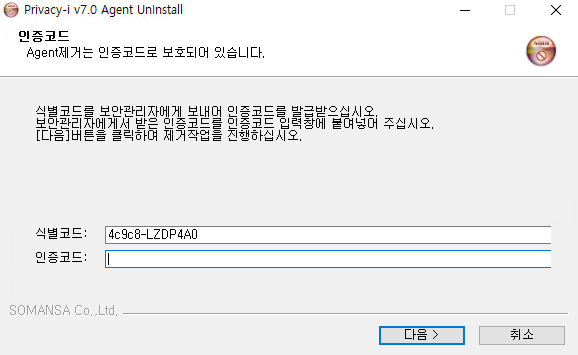 Privacy-i v7.0 Agent UnInstall
인증코드
Agent제거는 인증코드로 보호되어 있습니다.
식별코드를 보안관리자에게 보내어 인증코드를 발급받으십시오.
보안관리자에게서 받은 인증코드를 인증코드 입력창에 붙여넣어 주십시오.
[다음]버튼을 클릭하여 제거작업을 진행하십시오.
식별코드: 4c9c8-LZDP4A0
인증코드:
SOMANSA Co.,Ltd.
다음 > 취소